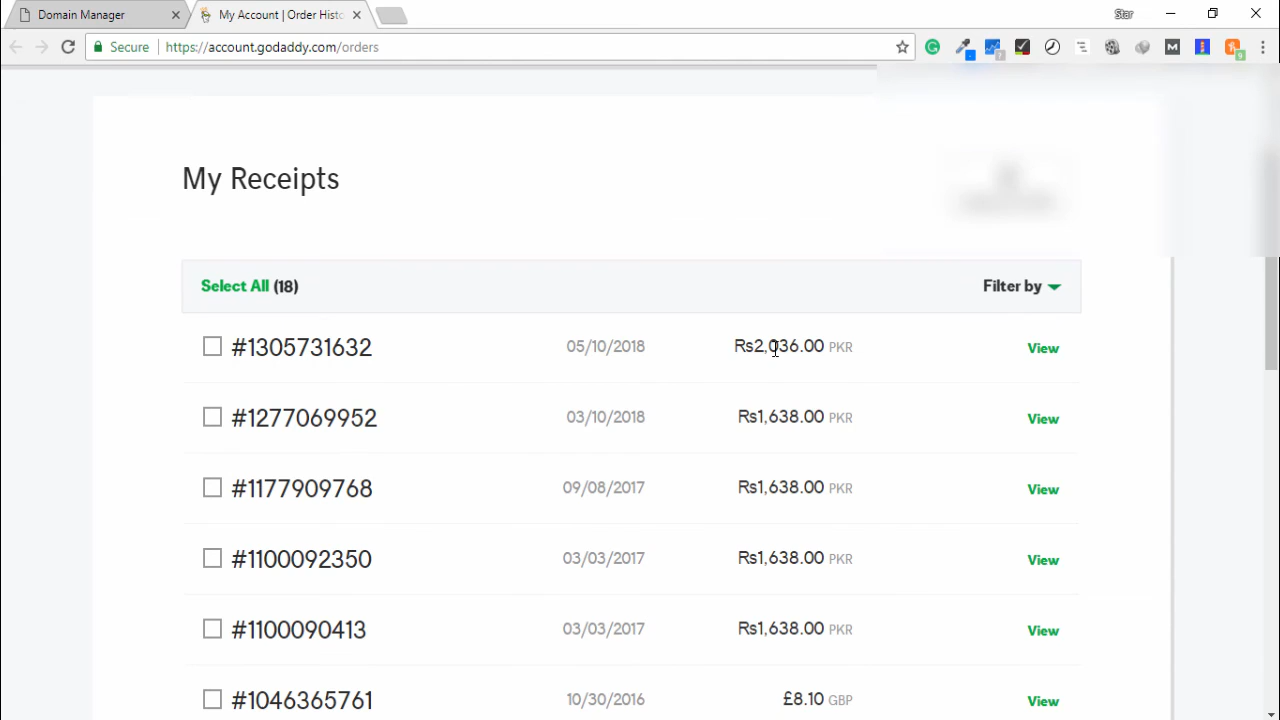 Domain Manager
My Account | Order Histo
Star
Secure https://account.godaddy.com/orders
My Receipts
Select All (18) Filter by
#1305731632 05/10/2018 Rs2,036.00 PKR View
#1277069952 03/10/2018 Rs1,638.00 PKR View
#1177909768 09/08/2017 Rs1,638.00 PKR View
#1100092350 03/03/2017 Rs1,638.00 PKR View
#1100090413 03/03/2017 Rs1,638.00 PKR View
#1046365761 10/30/2016 £8.10 GBP View